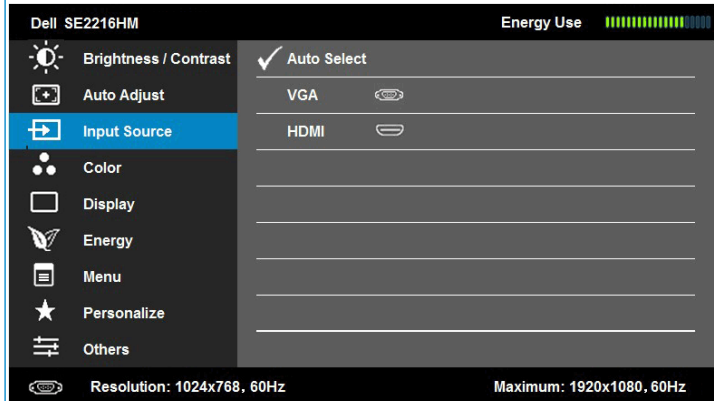 Dell SE2216HM Energy Use
Brightness / Contrast Auto Select
Auto Adjust VGA
Input Source HDMI
Color
Display
Energy
Menu
Personalize
Others
Resolution: 1024x768, 60Hz Maximum: 1920x1080, 60Hz